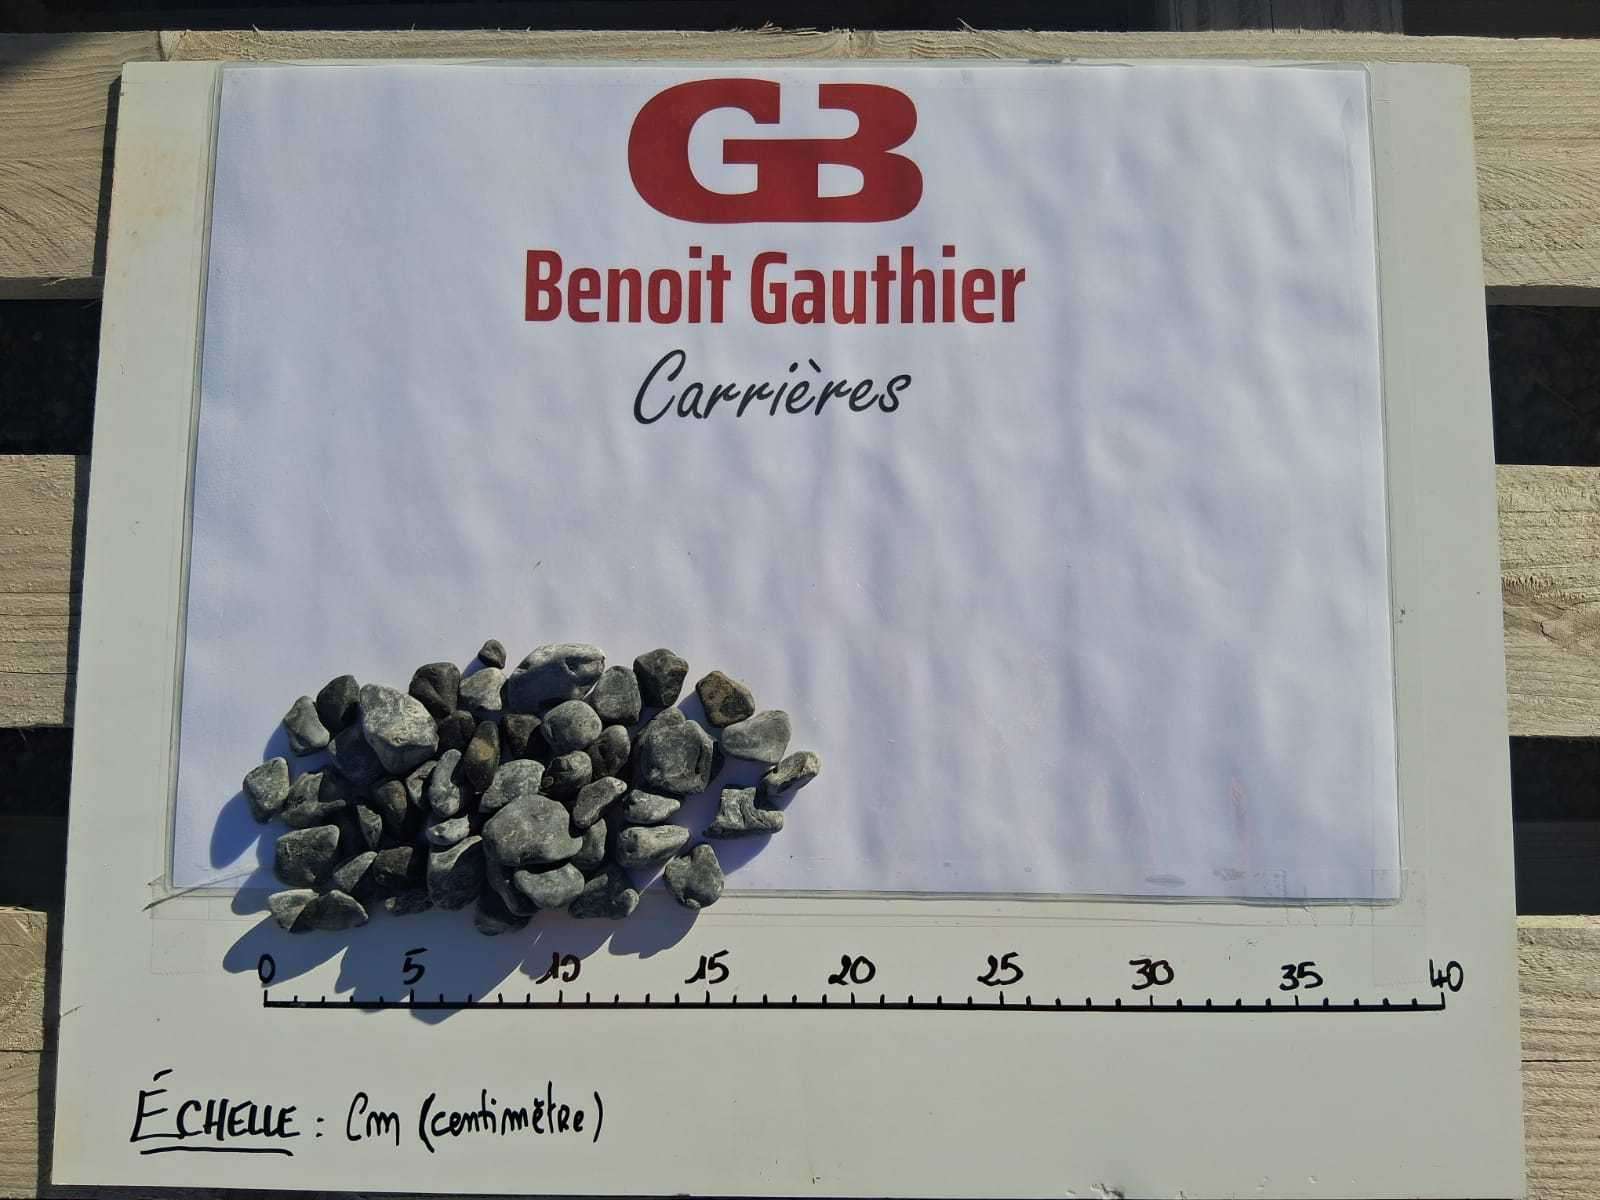 GB
Benoit Gauthier
Carrières
0 5 10 15 20 25 30 35 40
ÉCHELLE : Cm (centimètre)